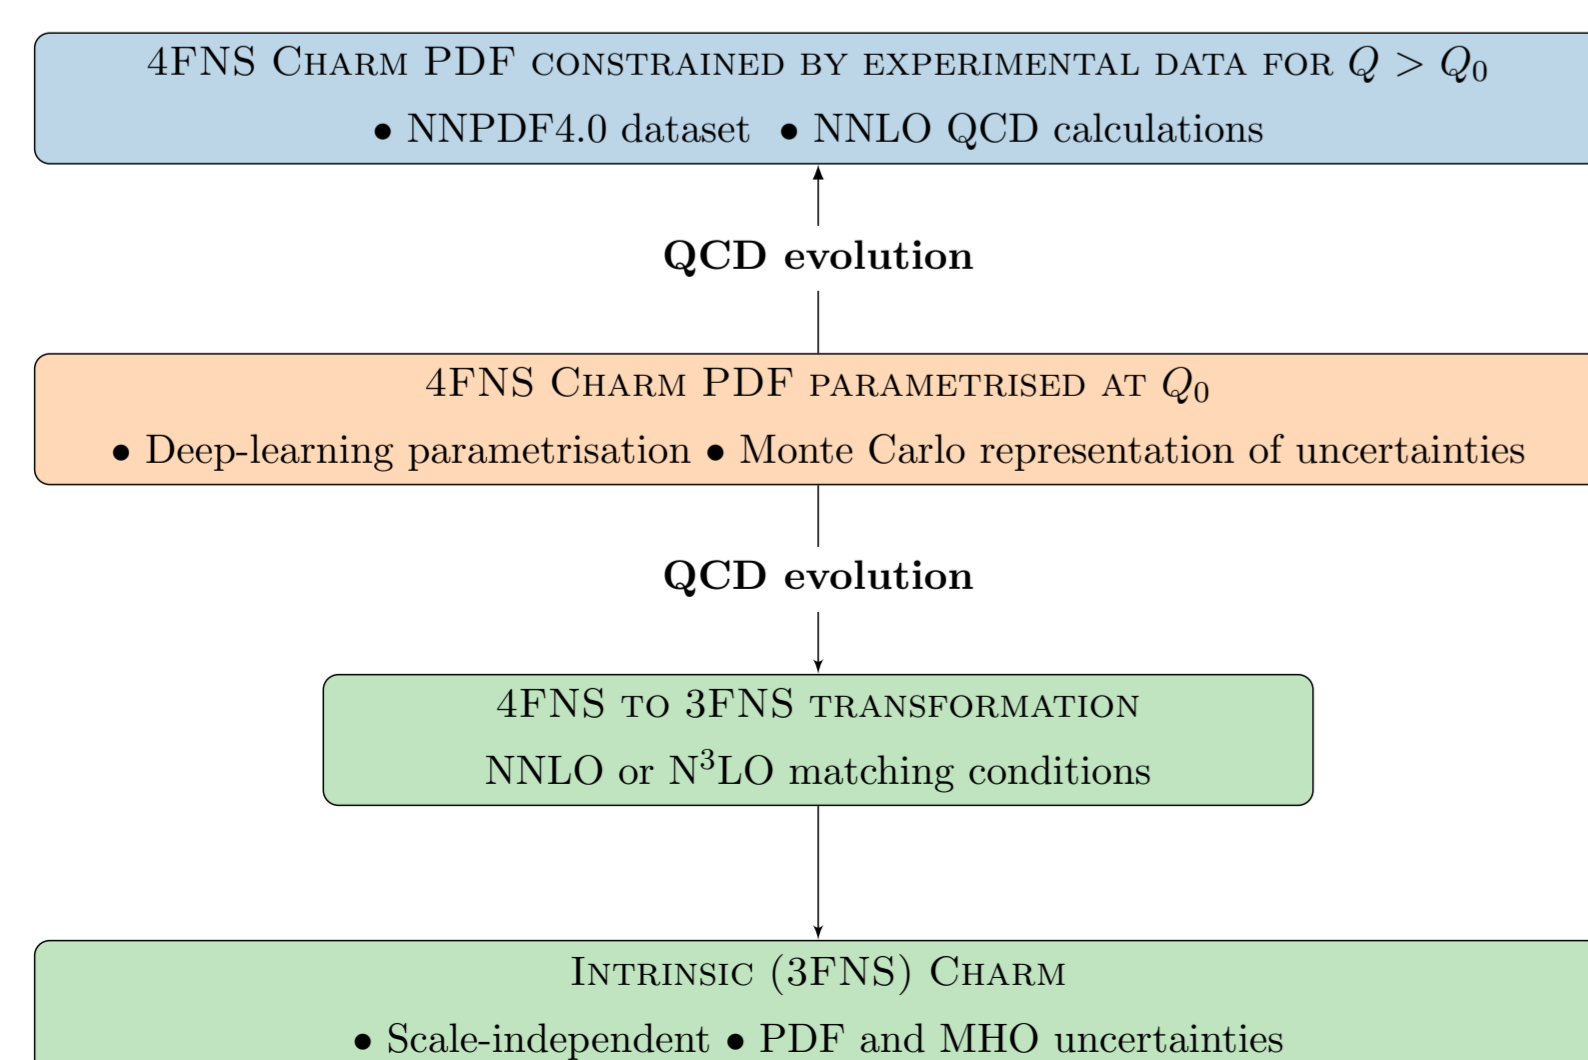 4FNS Charm PDF constrained by experimental data for Q > Q₀
• NNPDF4.0 dataset • NNLO QCD calculations
QCD evolution
4FNS Charm PDF parametrised at Q₀
• Deep-learning parametrisation • Monte Carlo representation of uncertainties
QCD evolution
4FNS to 3FNS transformation
NNLO or N³LO matching conditions
Intrinsic (3FNS) Charm
• Scale-independent • PDF and MHO uncertainties